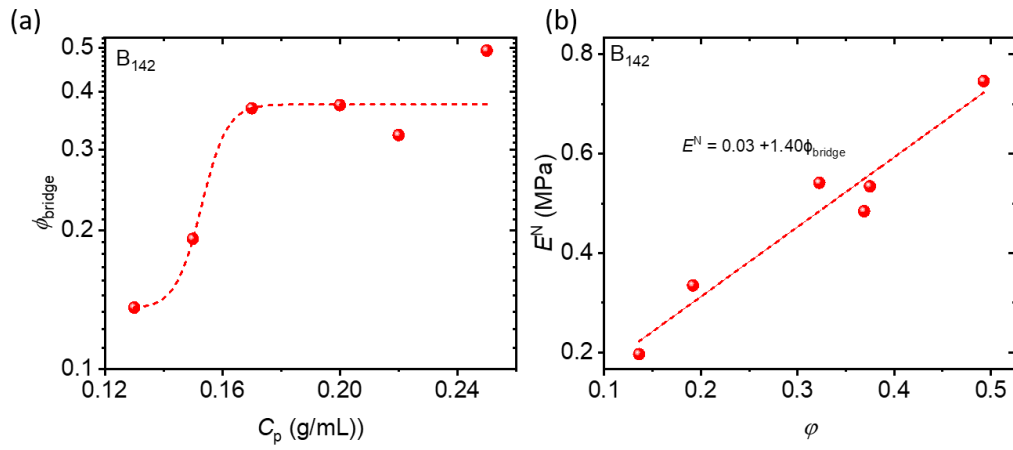 (a)
B142
0.5
0.4
0.3
0.2
0.1
ϕbridge
0.12 0.16 0.20 0.24
Cp (g/mL))
(b)
B142
0.8
0.6
0.4
0.2
EN (MPa)
EN = 0.03 +1.40ϕbridge
0.1 0.2 0.3 0.4 0.5
φ